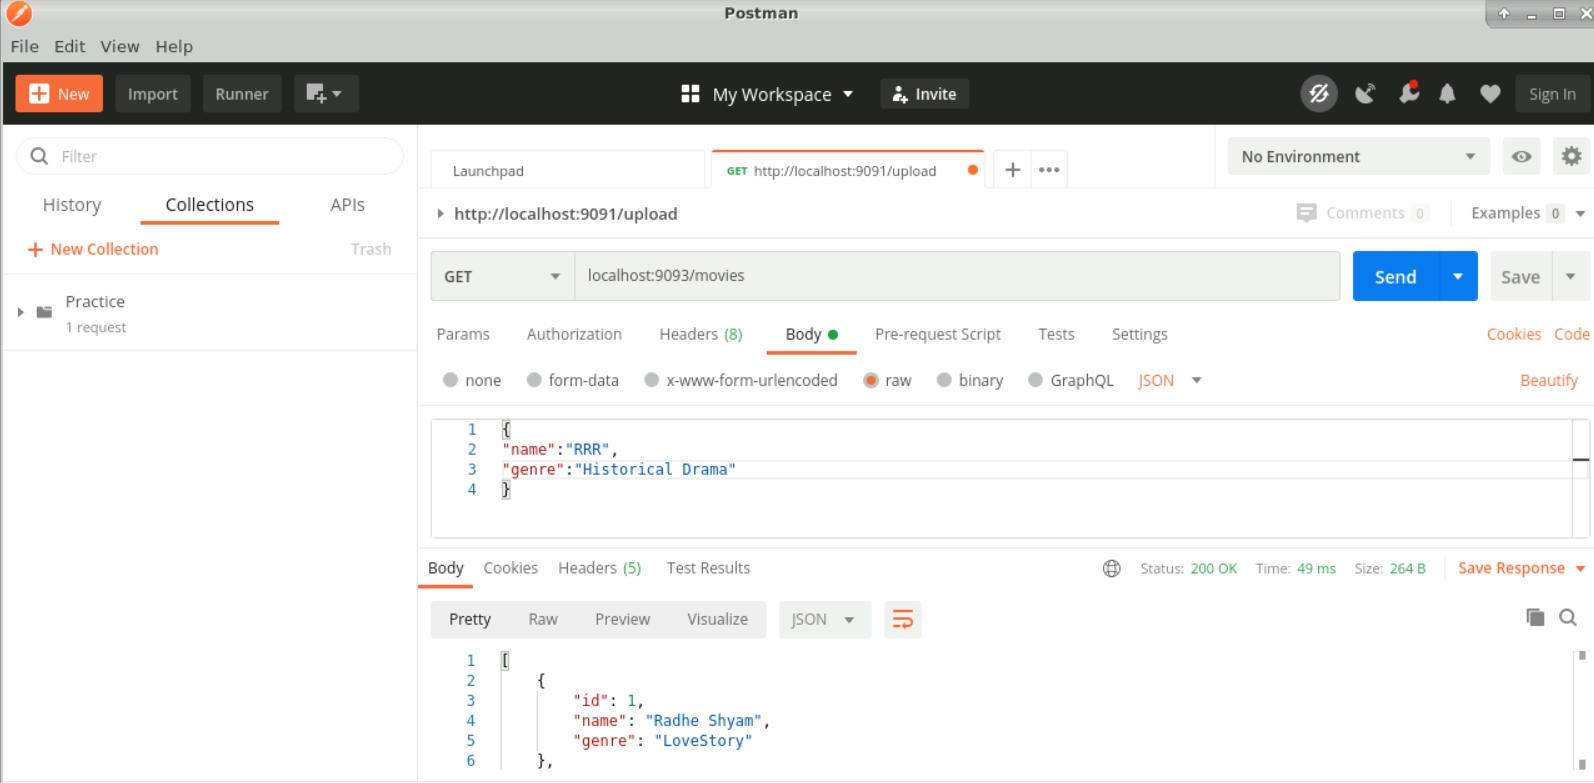 Postman
File Edit View Help
New Import Runner My Workspace Invite Sign In
Filter
History Collections APIs
+ New Collection Trash
Practice
1 request
Launchpad GET http://localhost:9091/upload + ••• No Environment
http://localhost:9091/upload Comments 0 Examples 0
GET localhost:9093/movies Send Save
Params Authorization Headers (8) Body Pre-request Script Tests Settings Cookies Code
none form-data x-www-form-urlencoded raw binary GraphQL JSON Beautify
1 {
2 "name":"RRR",
3 "genre":"Historical Drama"
4 }
Body Cookies Headers (5) Test Results Status: 200 OK Time: 49 ms Size: 264 B Save Response
Pretty Raw Preview Visualize JSON
1 [
2 {
3 "id": 1,
4 "name": "Radhe Shyam",
5 "genre": "LoveStory"
6 },